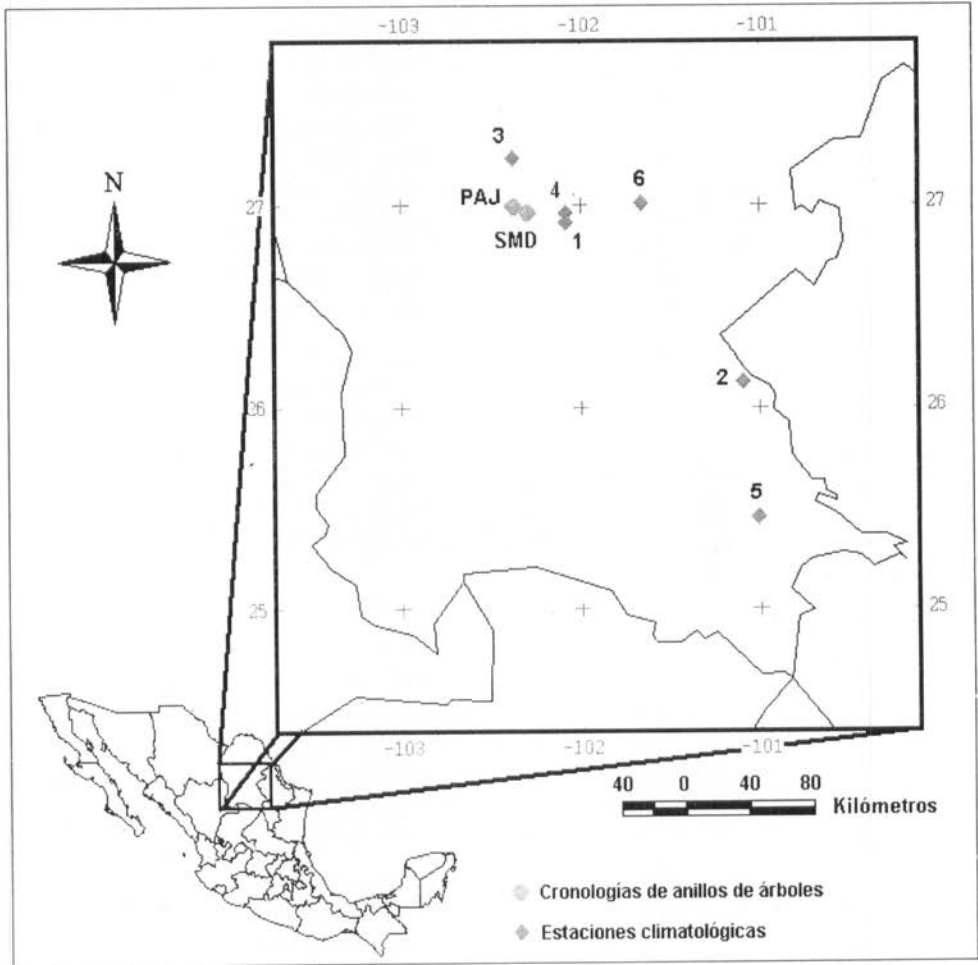 -103 -102 -101
3
N
4 6
PAJ
27 27
SMD 1
2
26 26
5
25 25
-103 -102 -101
40 0 40 80
Kilómetros
Cronologías de anillos de árboles
Estaciones climatológicas